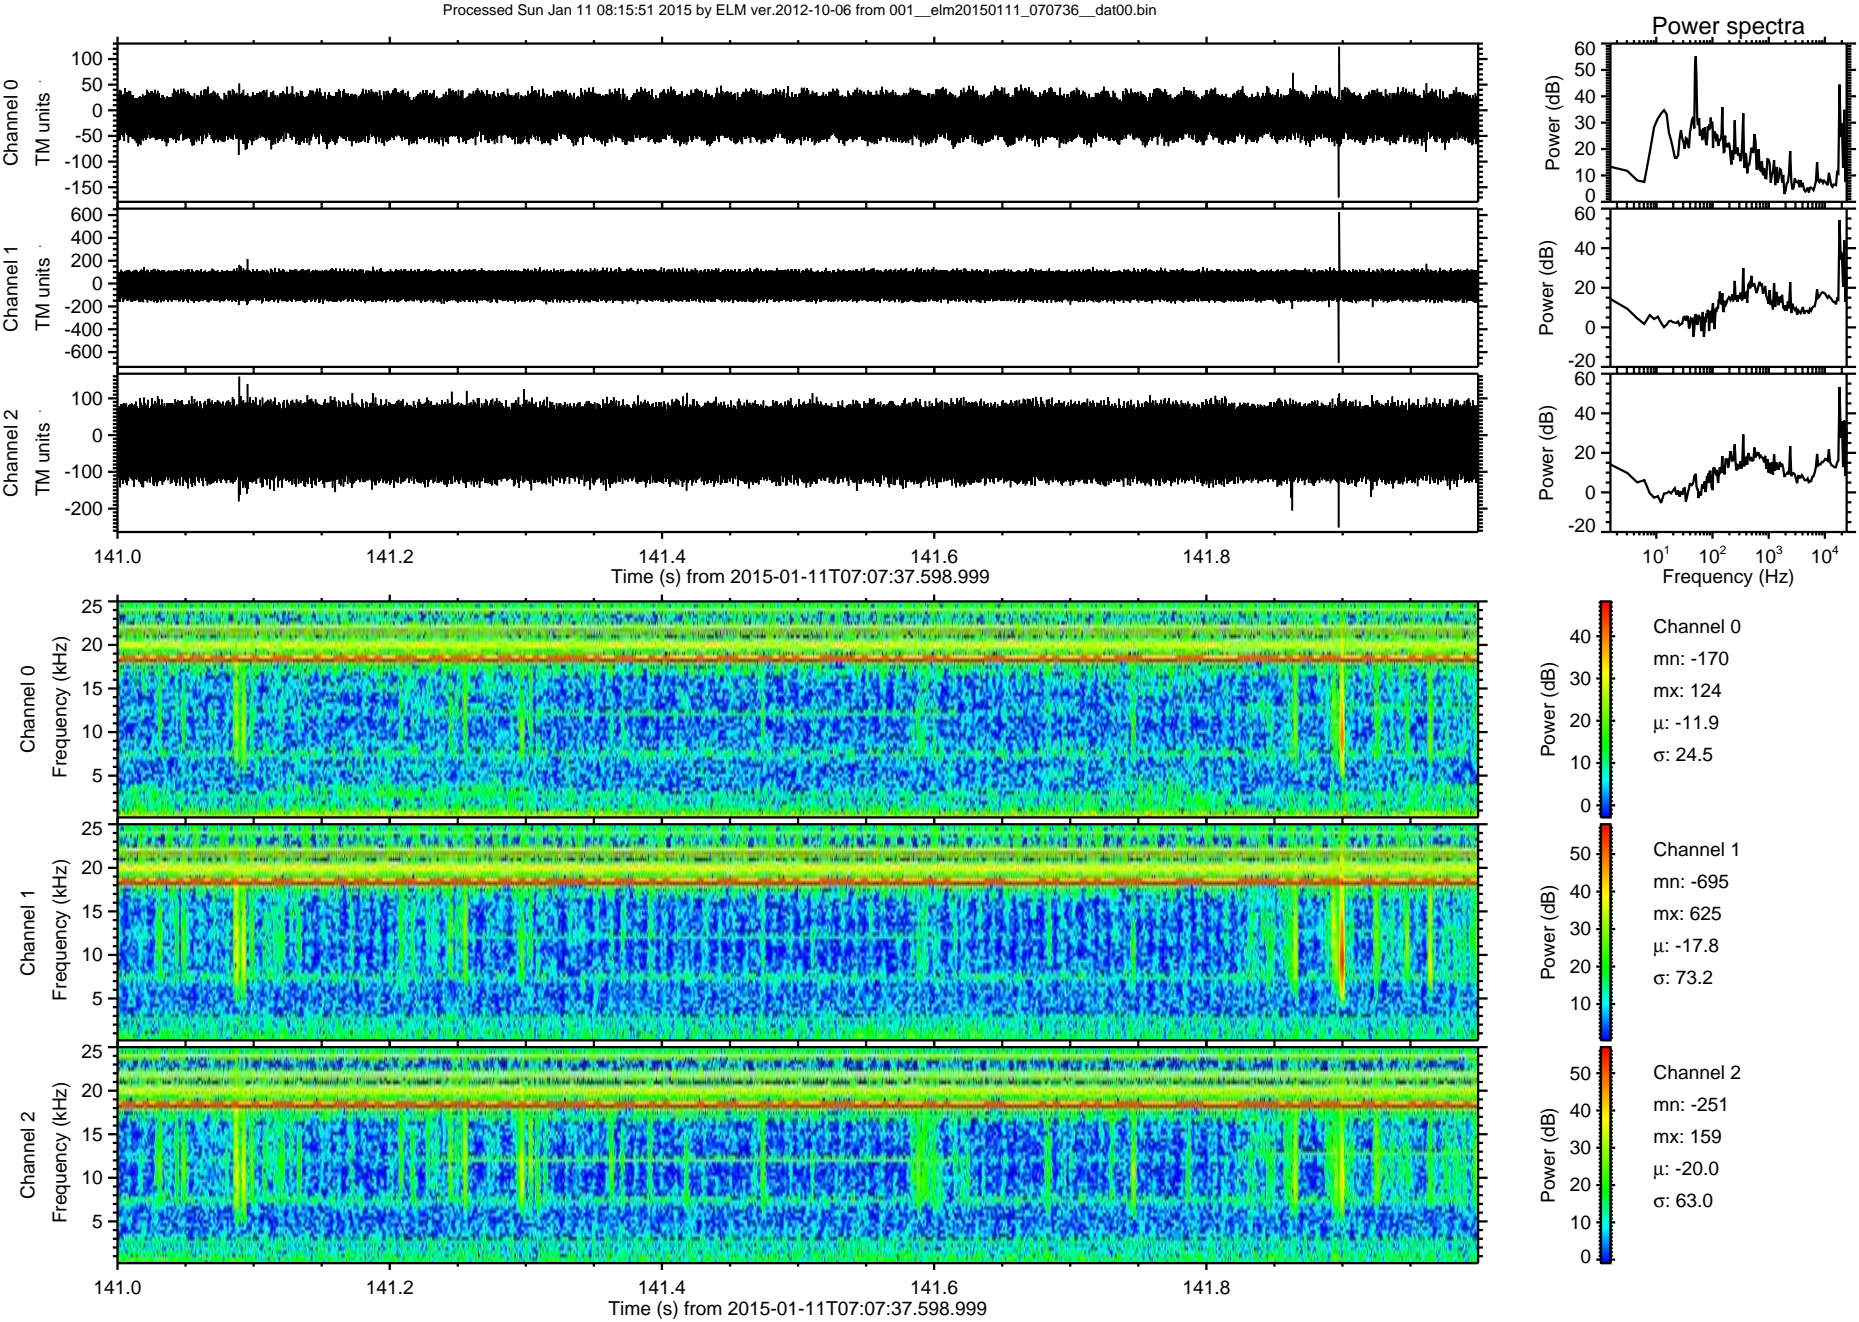 Processed Sun Jan 11 08:15:51 2015 by ELM ver.2012-10-06 from 001__elm20150111_070736__dat00.bin
Power spectra
Channel 0
TM units
100
50
0
-50
-100
-150
Power (dB)
60
50
40
30
20
10
0
Channel 1
TM units
600
400
200
0
-200
-400
-600
Power (dB)
60
40
20
0
-20
Channel 2
TM units
100
0
-100
-200
Power (dB)
60
40
20
0
-20
141.0 141.2 141.4 141.6 141.8
Time (s) from 2015-01-11T07:07:37.598.999
10¹ 10² 10³ 10⁴
Frequency (Hz)
Channel 0
Frequency (kHz)
25
20
15
10
5
Power (dB)
40
30
20
10
0
Channel 0
mn: -170
mx: 124
μ: -11.9
σ: 24.5
Channel 1
Frequency (kHz)
25
20
15
10
5
Power (dB)
50
40
30
20
10
Channel 1
mn: -695
mx: 625
μ: -17.8
σ: 73.2
Channel 2
Frequency (kHz)
25
20
15
10
5
Power (dB)
50
40
30
20
10
0
Channel 2
mn: -251
mx: 159
μ: -20.0
σ: 63.0
141.0 141.2 141.4 141.6 141.8
Time (s) from 2015-01-11T07:07:37.598.999